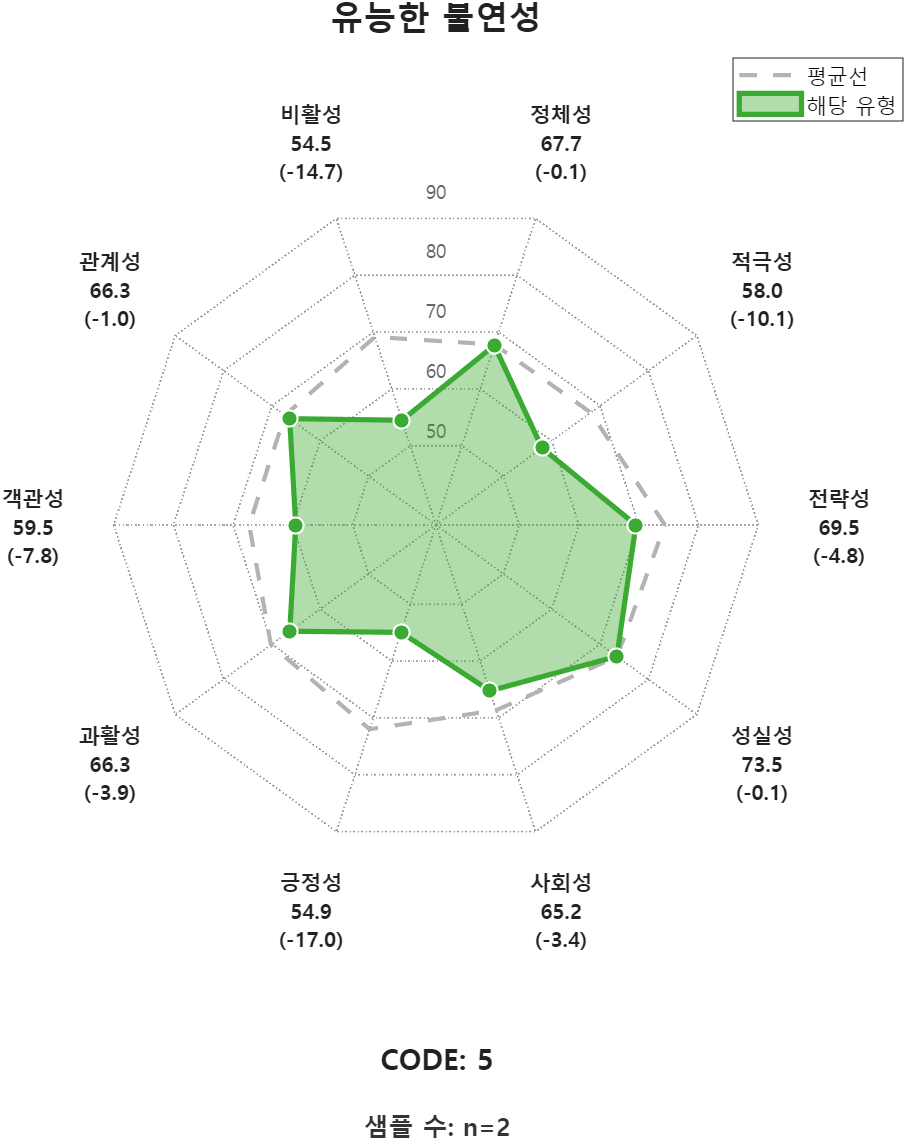 유능한 불연성
평균선
해당 유형
비활성
54.5
(-14.7)
정체성
67.7
(-0.1)
90
80
70
60
50
관계성
66.3
(-1.0)
적극성
58.0
(-10.1)
객관성
59.5
(-7.8)
전략성
69.5
(-4.8)
과활성
66.3
(-3.9)
성실성
73.5
(-0.1)
긍정성
54.9
(-17.0)
사회성
65.2
(-3.4)
CODE: 5
샘플 수: n=2